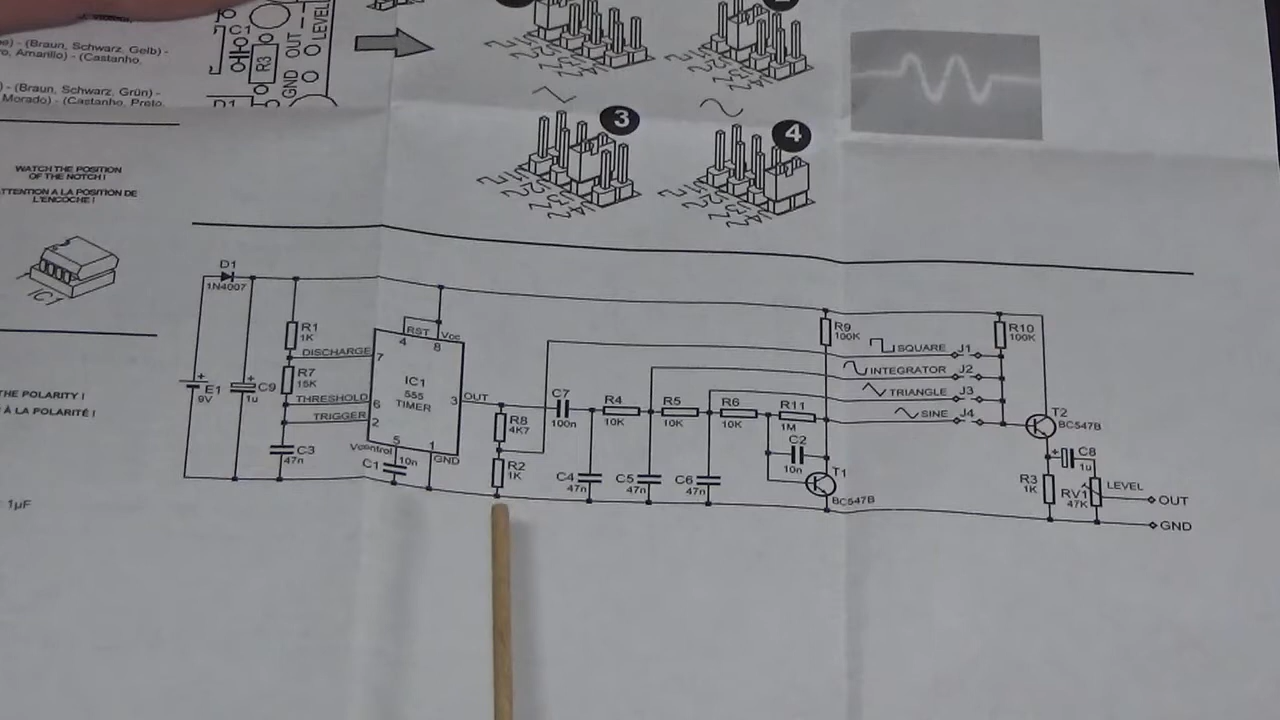 C1
R3
GND OUT
LEVEL
D1
- (Braun, Schwarz, Gelb) -
Amarillo) - (Castanho,
- (Braun, Schwarz, Grün) -
Morado) - (Castanho, Preto,
3
4
WATCH THE POSITION
OF THE NOTCH !
ATTENTION A LA POSITION DE
L'ENCOCHE !
IC1
THE POLARITY !
À LA POLARITÉ !
1µF
D1
1N4007
E1
9V
C9
1u
R1
1K
DISCHARGE
R7
15K
THRESHOLD
TRIGGER
C3
47n
RST
Vcc
4
8
7
6
2
IC1
555
TIMER
3
OUT
5
1
Vcontrol
GND
C1
10n
R8
4K7
R2
1K
C7
100n
R4
10K
R5
10K
R6
10K
R11
1M
C4
47n
C5
47n
C6
47n
C2
10n
T1
BC547B
R9
100K
SQUARE J1
INTEGRATOR J2
TRIANGLE J3
SINE J4
R10
100K
T2
BC547B
C8
1u
R3
1K
RV1
47K
LEVEL
OUT
GND